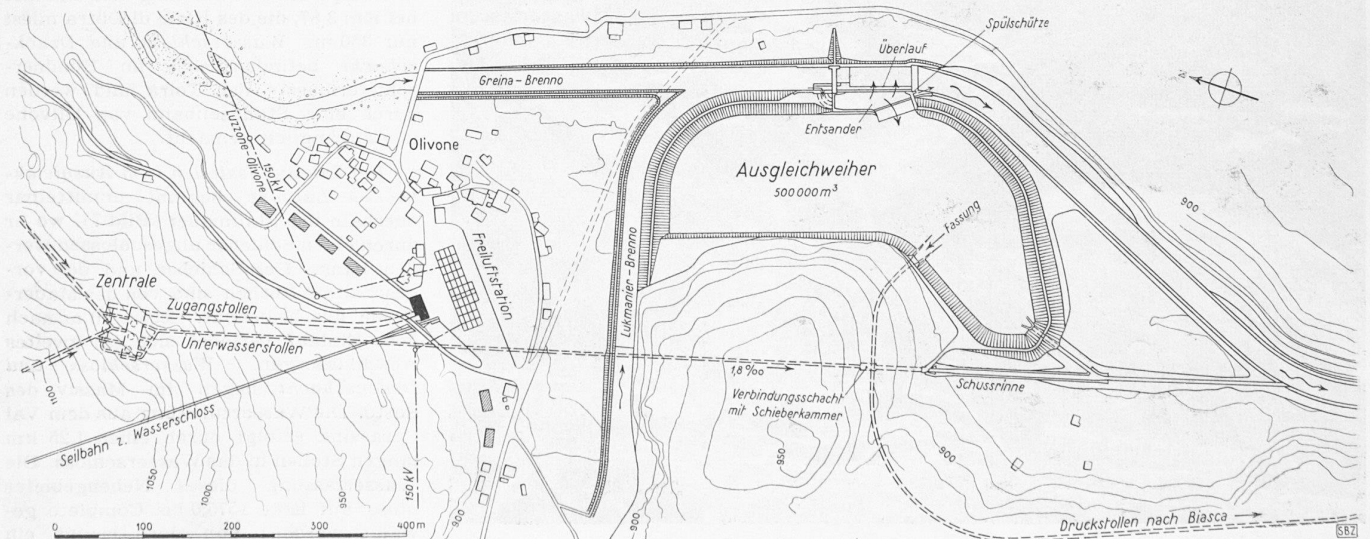 Spülschütze
Überlauf
Greina-Brenno
N
Entsander
Luzzone-Olivone
150 kV
Olivone
Ausgleichweiher
500 000 m³
900
Fassung
Freiluftstation
Lukmanier-Brenno
Zentrale
Zugangstollen
Unterwasserstollen
1,8 ‰
Schussrinne
Verbindungsschacht
mit Schieberkammer
1000
Seilbahn z. Wasserschloss
1050
1000
950
150 kV
900
900
950
900
0 100 200 300 400 m
Druckstollen nach Biasca
SBZ